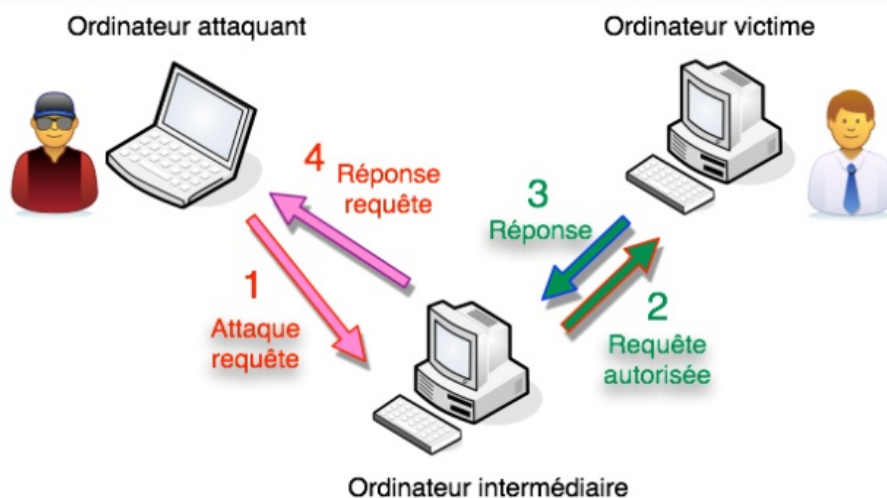 Ordinateur attaquant
Ordinateur victime
4
Réponse
requête
3
Réponse
1
Attaque
requête
2
Requête
autorisée
Ordinateur intermédiaire